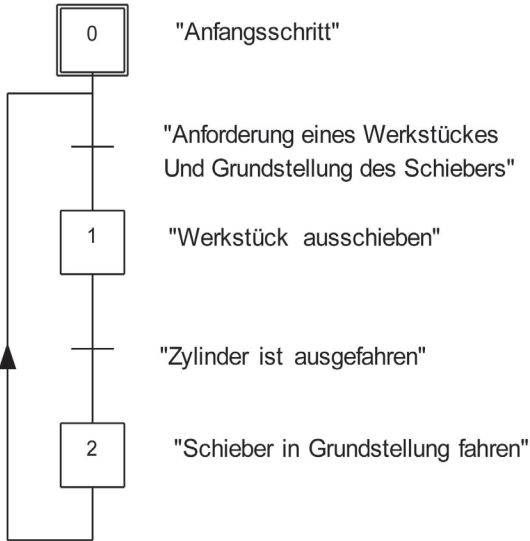 0 "Anfangsschritt"
"Anforderung eines Werkstückes
Und Grundstellung des Schiebers"
1 "Werkstück ausschieben"
"Zylinder ist ausgefahren"
2 "Schieber in Grundstellung fahren"